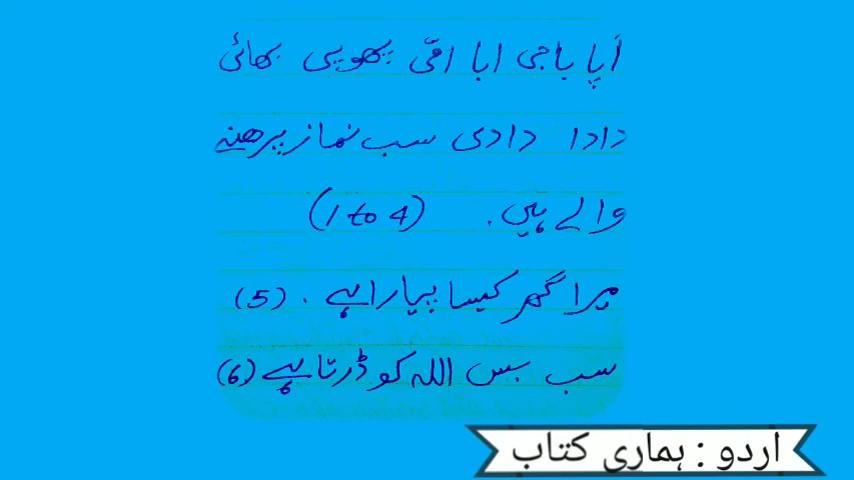 آپا باجی ابا امّی پھوپی بھائی
دادا دادی سب نماز پڑھنے
والے ہیں. (1 to 4)
میرا گھر کیسا پیارا ہے. (5)
سب بس اللہ کو ڈرتا ہے (6)
اردو : ہماری کتاب